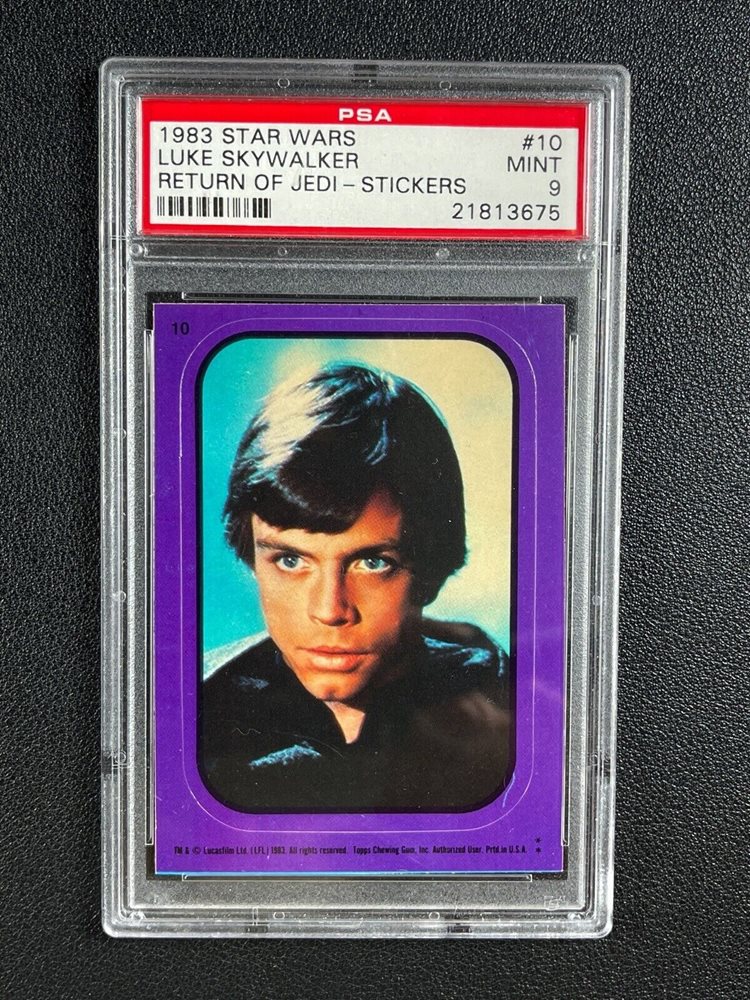 PSA
1983 STAR WARS #10
LUKE SKYWALKER MINT
RETURN OF JEDI - STICKERS 9
21813675
10
TM & © Lucasfilm Ltd. (LFL) 1983. All rights reserved. Topps Chewing Gum, Inc. Authorized User. Prtd. in U.S.A. **